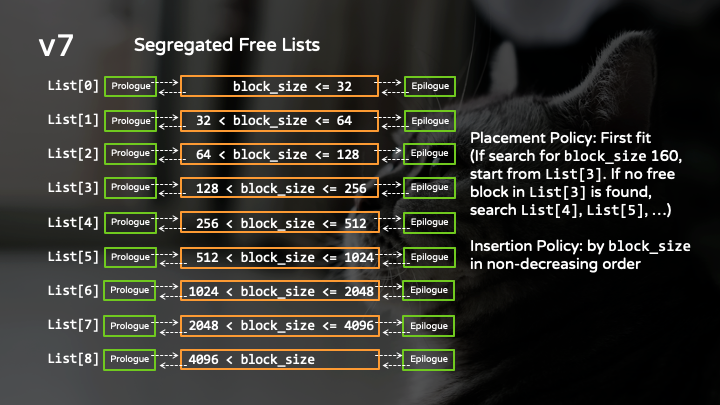 v7 Segregated Free Lists
List[0] Prologue block_size <= 32 Epilogue
List[1] Prologue 32 < block_size <= 64 Epilogue
List[2] Prologue 64 < block_size <= 128 Epilogue
List[3] Prologue 128 < block_size <= 256 Epilogue
List[4] Prologue 256 < block_size <= 512 Epilogue
List[5] Prologue 512 < block_size <= 1024 Epilogue
List[6] Prologue 1024 < block_size <= 2048 Epilogue
List[7] Prologue 2048 < block_size <= 4096 Epilogue
List[8] Prologue 4096 < block_size Epilogue
Placement Policy: First fit
(If search for block_size 160,
start from List[3]. If no free
block in List[3] is found,
search List[4], List[5], ...)
Insertion Policy: by block_size
in non-decreasing order